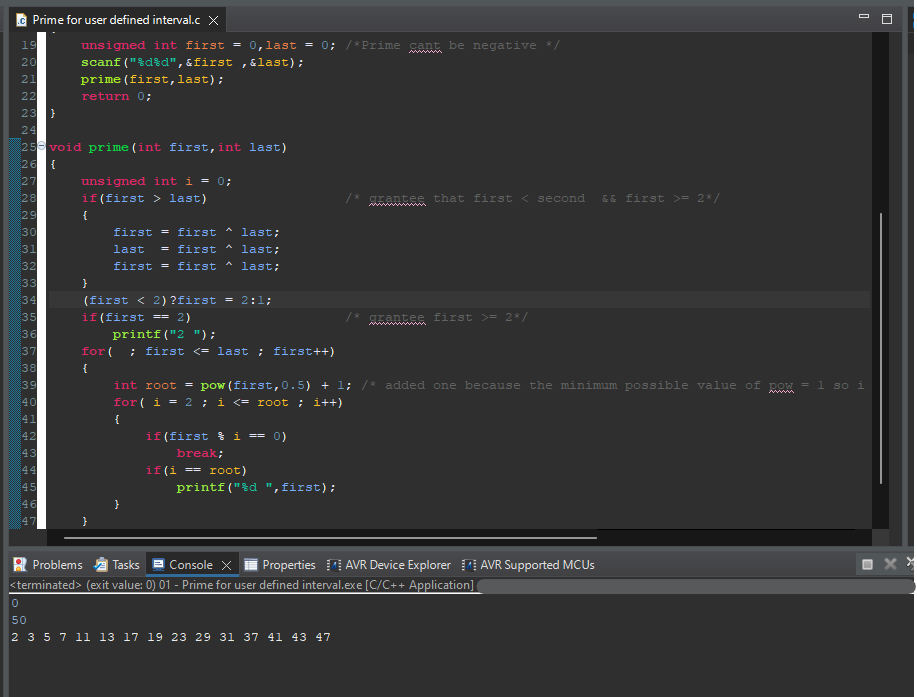 Prime for user defined interval.c
19 unsigned int first = 0,last = 0; /*Prime cant be negative */
20 scanf("%d%d",&first ,&last);
21 prime(first,last);
22 return 0;
23 }
24
25 void prime(int first,int last)
26 {
27 unsigned int i = 0;
28 if(first > last) /* grantee that first < second && first >= 2*/
29 {
30 first = first ^ last;
31 last = first ^ last;
32 first = first ^ last;
33 }
34 (first < 2)?first = 2:1;
35 if(first == 2) /* grantee first >= 2*/
36 printf("2 ");
37 for( ; first <= last ; first++)
38 {
39 int root = pow(first,0.5) + 1; /* added one because the minimum possible value of pow = 1 so i
40 for( i = 2 ; i <= root ; i++)
41 {
42 if(first % i == 0)
43 break;
44 if(i == root)
45 printf("%d ",first);
46 }
47 }
Problems Tasks Console Properties AVR Device Explorer AVR Supported MCUs
<terminated> (exit value: 0) 01 - Prime for user defined interval.exe [C/C++ Application]
0
50
2 3 5 7 11 13 17 19 23 29 31 37 41 43 47